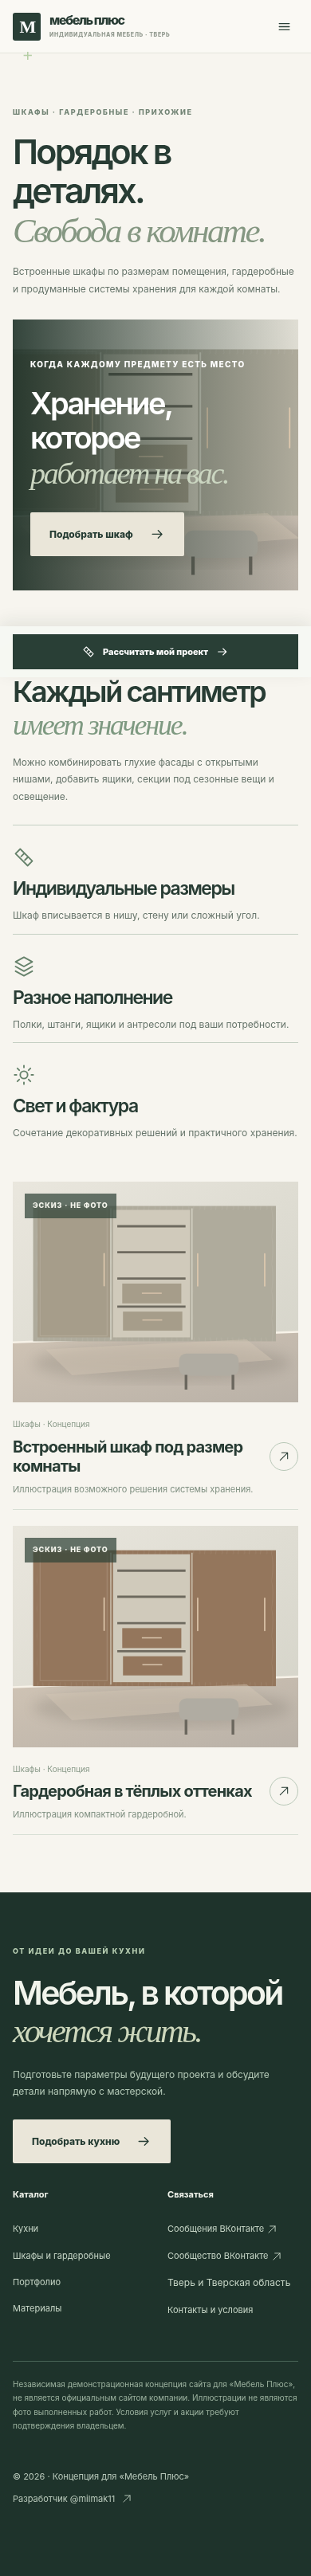 М
мебель плюс
ИНДИВИДУАЛЬНАЯ МЕБЕЛЬ · ТВЕРЬ
ШКАФЫ · ГАРДЕРОБНЫЕ · ПРИХОЖИЕ
Порядок в
деталях.
Свобода в комнате.
Встроенные шкафы по размерам помещения, гардеробные
и продуманные системы хранения для каждой комнаты.
КОГДА КАЖДОМУ ПРЕДМЕТУ ЕСТЬ МЕСТО
Хранение,
которое
работает на вас.
Подобрать шкаф
Рассчитать мой проект
Каждый сантиметр
имеет значение.
Можно комбинировать глухие фасады с открытыми
нишами, добавить ящики, секции под сезонные вещи и
освещение.
Индивидуальные размеры
Шкаф вписывается в нишу, стену или сложный угол.
Разное наполнение
Полки, штанги, ящики и антресоли под ваши потребности.
Свет и фактура
Сочетание декоративных решений и практичного хранения.
ЭСКИЗ · НЕ ФОТО
Шкафы · Концепция
Встроенный шкаф под размер
комнаты
Иллюстрация возможного решения системы хранения.
ЭСКИЗ · НЕ ФОТО
Шкафы · Концепция
Гардеробная в тёплых оттенках
Иллюстрация компактной гардеробной.
ОТ ИДЕИ ДО ВАШЕЙ КУХНИ
Мебель, в которой
хочется жить.
Подготовьте параметры будущего проекта и обсудите
детали напрямую с мастерской.
Подобрать кухню
Каталог
Кухни
Шкафы и гардеробные
Портфолио
Материалы
Связаться
Сообщения ВКонтакте
Сообщество ВКонтакте
Тверь и Тверская область
Контакты и условия
Независимая демонстрационная концепция сайта для «Мебель Плюс»,
не является официальным сайтом компании. Иллюстрации не являются
фото выполненных работ. Условия услуг и акции требуют
подтверждения владельцем.
© 2026 · Концепция для «Мебель Плюс»
Разработчик @milmak11